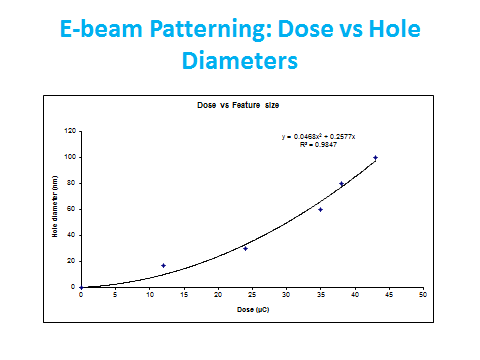 E-beam Patterning: Dose vs Hole
Diameters
Dose vs Feature size
y = 0.0468x² + 0.2577x
R² = 0.9847
120
100
80
60
40
20
0
Hole diameter (nm)
0 5 10 15 20 25 30 35 40 45 50
Dose (µC)